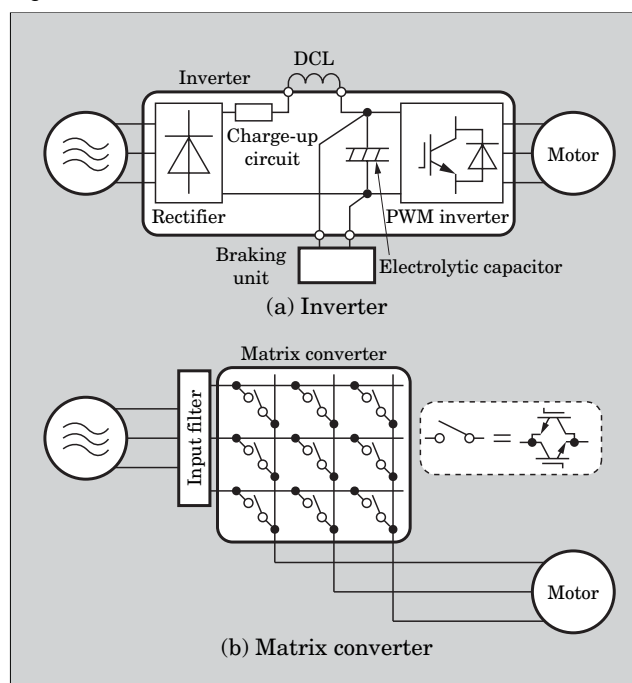 DCL
Inverter
Charge-up
circuit
Motor
Rectifier
PWM inverter
Braking
unit
Electrolytic capacitor
(a) Inverter
Matrix converter
Input filter
=
Motor
(b) Matrix converter